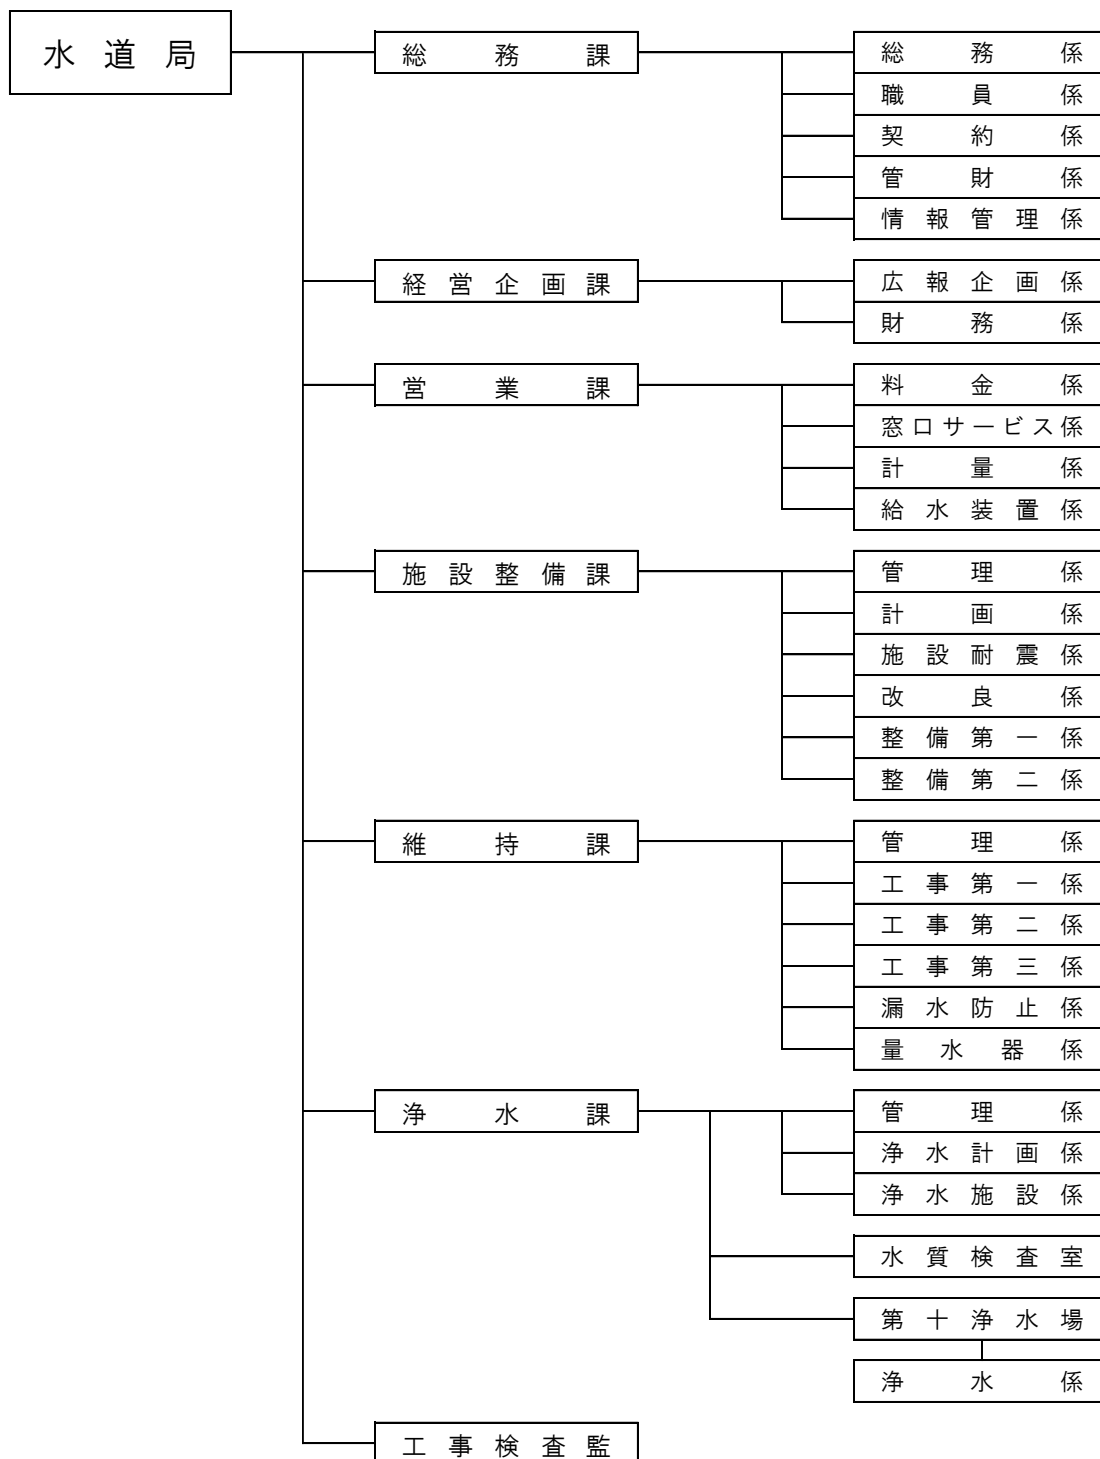 水道局
総務課
総務係
職員係
契約係
管財係
情報管理係
経営企画課
広報企画係
財務係
営業課
料金係
窓口サービス係
計量係
給水装置係
施設整備課
管理係
計画係
施設耐震係
改良係
整備第一係
整備第二係
維持課
管理係
工事第一係
工事第二係
工事第三係
漏水防止係
量水器係
浄水課
管理係
浄水計画係
浄水施設係
水質検査室
第十浄水場
浄水係
工事検査監